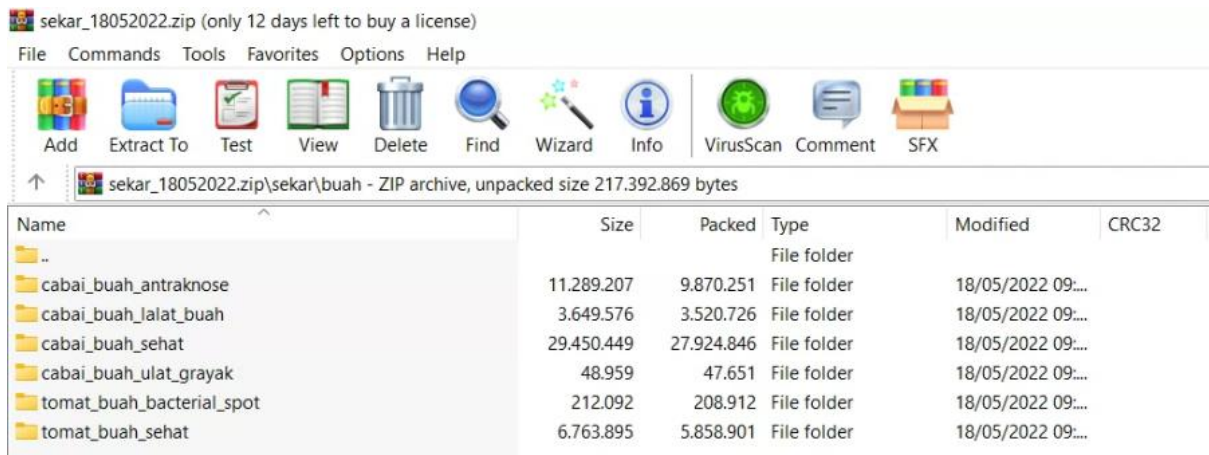 sekar_18052022.zip (only 12 days left to buy a license)
File Commands Tools Favorites Options Help
Add Extract To Test View Delete Find Wizard Info VirusScan Comment SFX
sekar_18052022.zip\sekar\buah - ZIP archive, unpacked size 217.392.869 bytes
Name Size Packed Type Modified CRC32
.. File folder
cabai_buah_antraknose 11.289.207 9.870.251 File folder 18/05/2022 09:...
cabai_buah_lalat_buah 3.649.576 3.520.726 File folder 18/05/2022 09:...
cabai_buah_sehat 29.450.449 27.924.846 File folder 18/05/2022 09:...
cabai_buah_ulat_grayak 48.959 47.651 File folder 18/05/2022 09:...
tomat_buah_bacterial_spot 212.092 208.912 File folder 18/05/2022 09:...
tomat_buah_sehat 6.763.895 5.858.901 File folder 18/05/2022 09:...